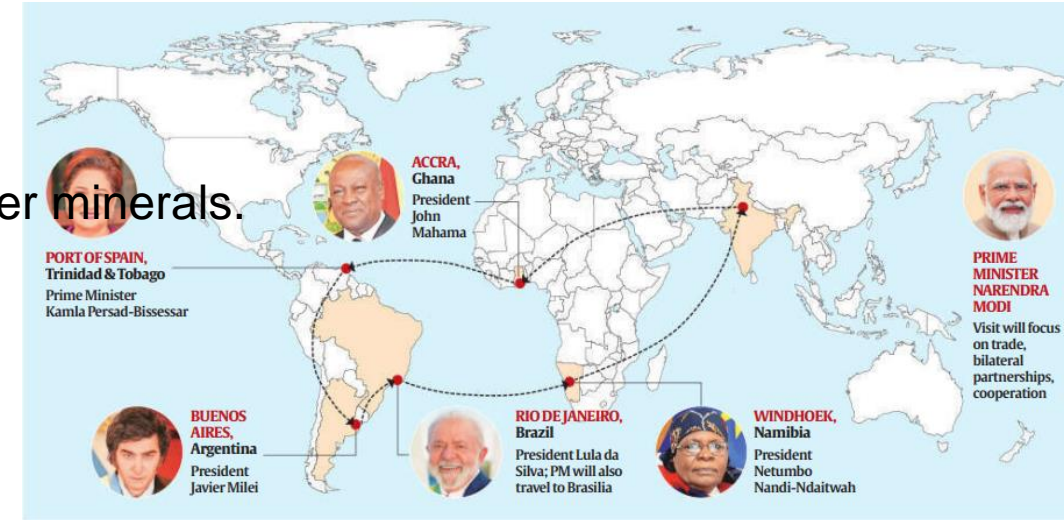 er minerals.
ACCRA,
Ghana
President
John
Mahama
PORT OF SPAIN,
Trinidad & Tobago
Prime Minister
Kamla Persad-Bissessar
PRIME
MINISTER
NARENDRA
MODI
Visit will focus
on trade,
bilateral
partnerships,
cooperation
BUENOS
AIRES,
Argentina
President
Javier Milei
RIO DE JANEIRO,
Brazil
President Lula da
Silva; PM will also
travel to Brasilia
WINDHOEK,
Namibia
President
Netumbo
Nandi-Ndaitwah